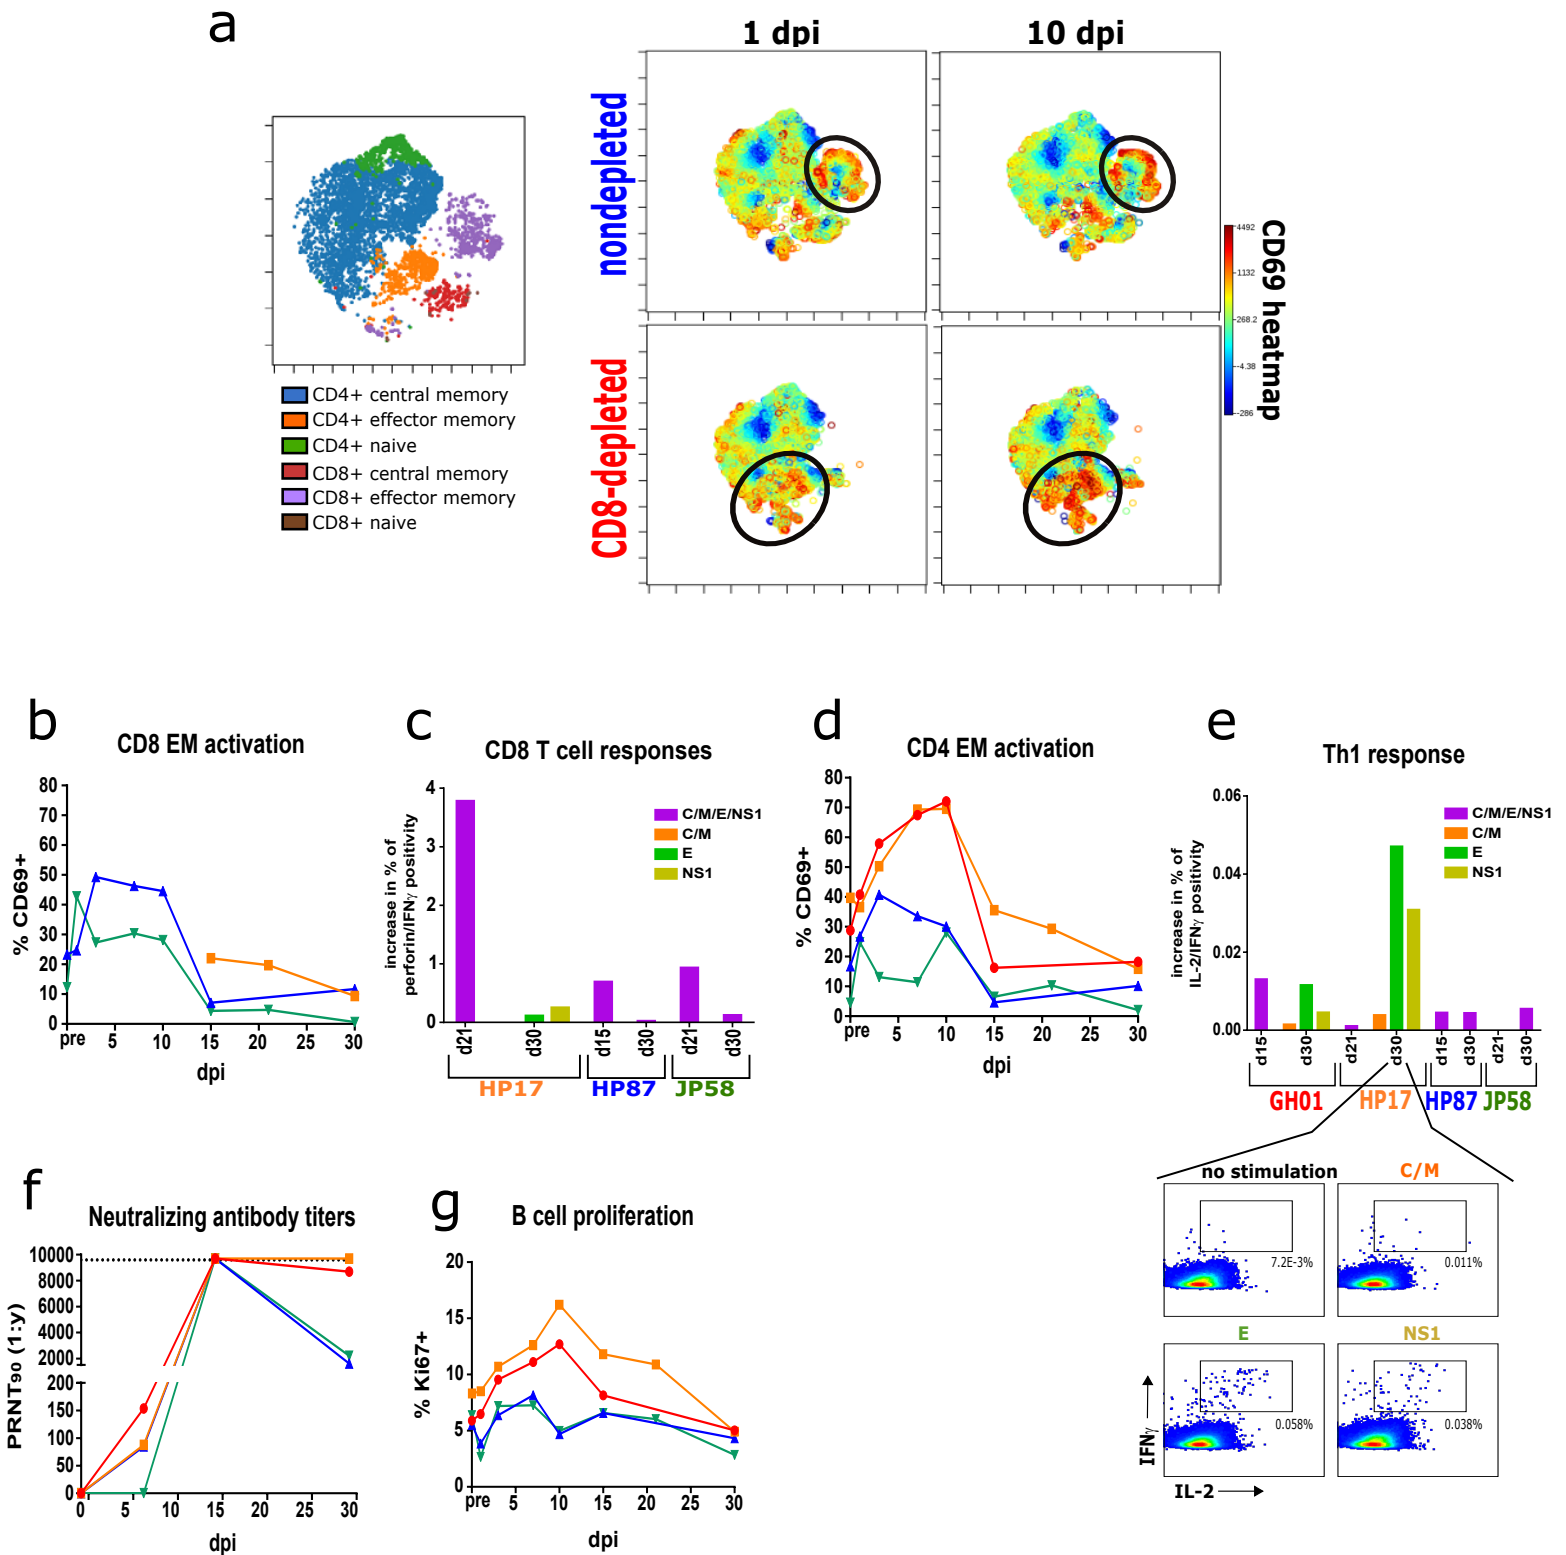 a
1 dpi
10 dpi
nondepleted
CD8-depleted
CD4+ central memory
CD4+ effector memory
CD4+ naive
CD8+ central memory
CD8+ effector memory
CD8+ naive
4492
1132
268.2
-4.38
-286
CD69 heatmap
b
CD8 EM activation
% CD69+
80
70
60
50
40
30
20
10
0
pre
5
10
15
20
25
30
dpi
c
CD8 T cell responses
increase in % of
perforin/IFNγ positivity
4
3
2
1
0
C/M/E/NS1
C/M
E
NS1
d21
d30
d15
d30
d21
d30
HP17
HP87
JP58
d
CD4 EM activation
% CD69+
80
70
60
50
40
30
20
10
0
pre
5
10
15
20
25
30
dpi
e
Th1 response
increase in % of
IL-2/IFNγ positivity
0.06
0.04
0.02
0.00
C/M/E/NS1
C/M
E
NS1
d15
d30
d21
d30
d15
d30
d21
d30
GH01
HP17
HP87
JP58
no stimulation
C/M
7.2E-3%
0.011%
E
NS1
0.058%
0.038%
IFNγ
IL-2
f
Neutralizing antibody titers
PRNT90 (1:y)
10000
8000
6000
4000
2000
200
150
100
50
0
0
5
10
15
20
25
30
dpi
g
B cell proliferation
% Ki67+
20
15
10
5
0
pre
5
10
15
20
25
30
dpi